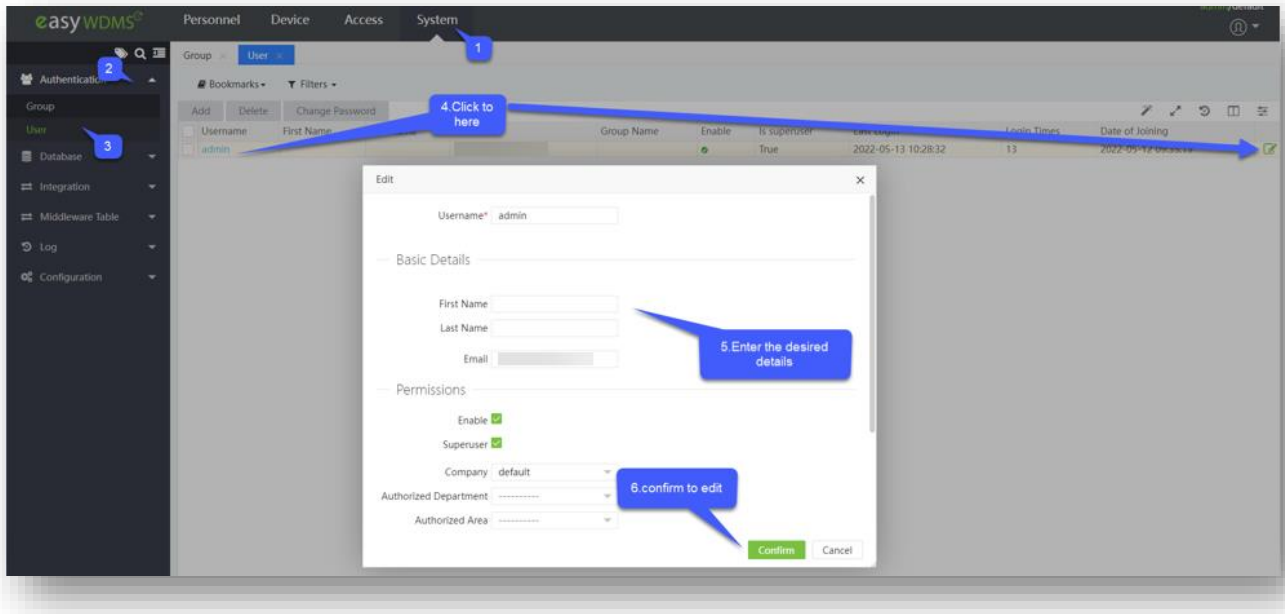 easy WDMS
Personnel Device Access System
1
Group × User ×
2
Authentication
Bookmarks Filters
Group
Add Delete Change Password
4.Click to
here
User
3
Username First Name Group Name Enable Is superuser Last Login Login Times Date of Joining
admin True 2022-05-13 10:28:32 13
Database
Integration
Middleware Table
Log
Configuration
Edit ×
Username* admin
Basic Details
First Name
Last Name
5.Enter the desired
details
Email
Permissions
Enable
Superuser
Company default
6.confirm to edit
Authorized Department ----------
Authorized Area ----------
Confirm Cancel